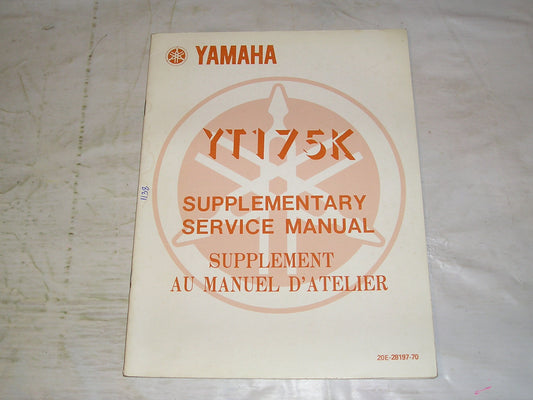 YAMAHA
YT175K
SUPPLEMENTARY
SERVICE MANUAL
SUPPLEMENT
AU MANUEL D'ATELIER
1138
20E-28197-70